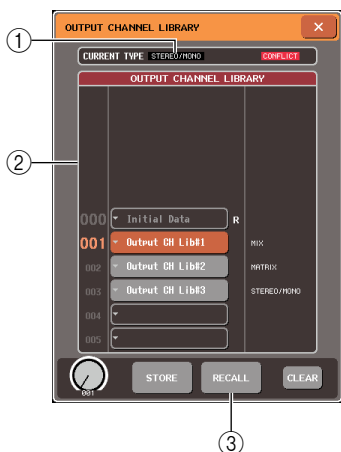 OUTPUT CHANNEL LIBRARY ×
① CURRENT TYPE STEREO/MONO CONFLICT
OUTPUT CHANNEL LIBRARY
②
000 Initial Data R
001 Output CH Lib#1 MIX
002 Output CH Lib#2 MATRIX
003 Output CH Lib#3 STEREO/MONO
004
005
001 STORE RECALL CLEAR
③